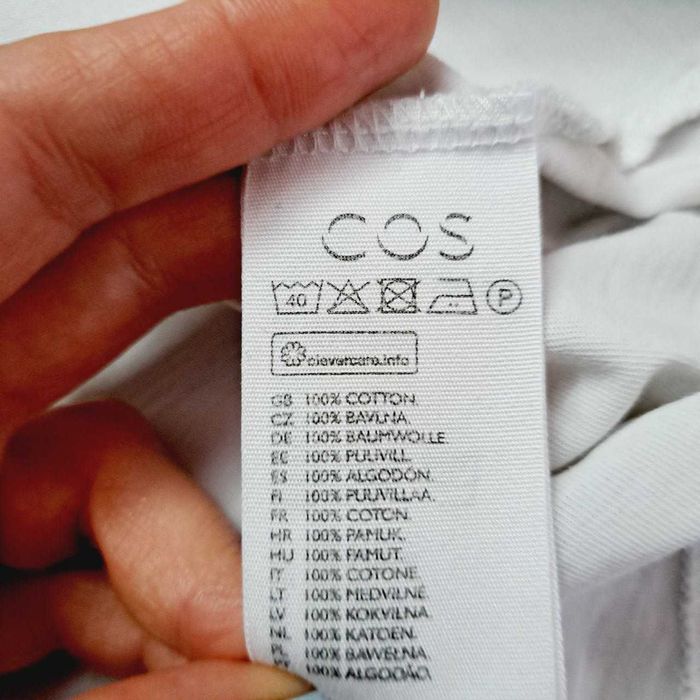 COS
40 P
clevercare.info
GB 100% COTTON.
CZ 100% BAVLNA.
DE 100% BAUMWOLLE.
EE 100% PUUVILL.
ES 100% ALGODÓN.
FI 100% PUUVILLAA.
FR 100% COTON.
HR 100% PAMUK.
HU 100% PAMUT.
IT 100% COTONE.
LT 100% MEDVILNĖ
LV 100% KOKVILNA.
NL 100% KATOEN.
PL 100% BAWEŁNA.
100% ALGODÃO.